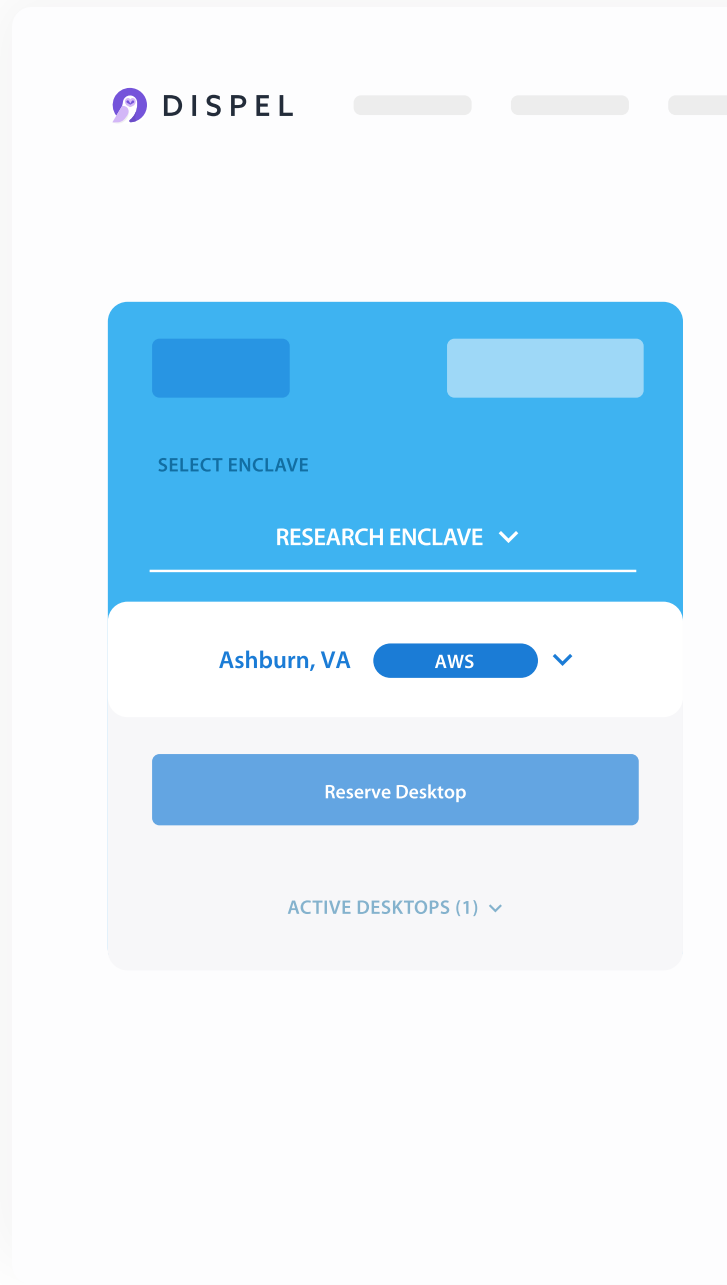 DISPEL
SELECT ENCLAVE
RESEARCH ENCLAVE
Ashburn, VA AWS
Reserve Desktop
ACTIVE DESKTOPS (1)